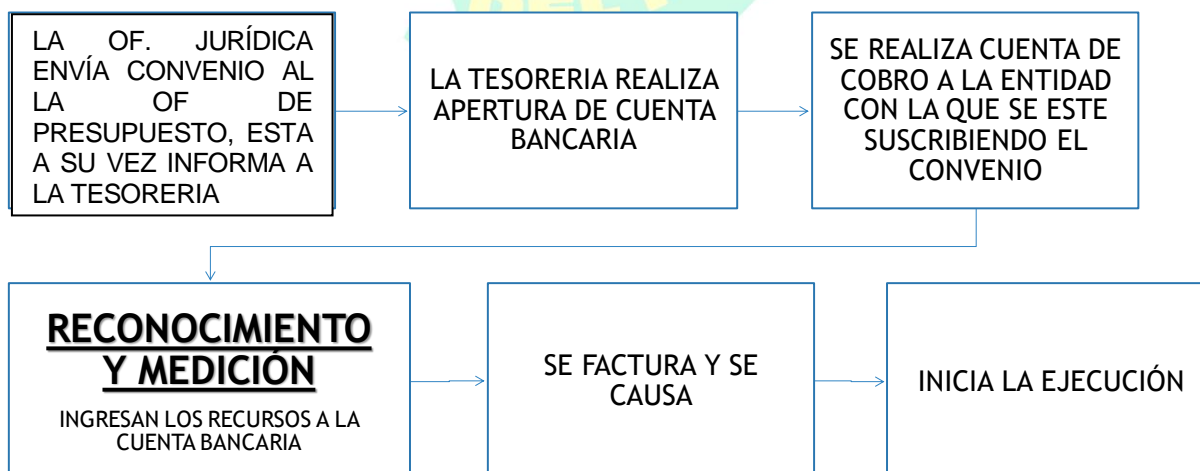 LA OF. JURÍDICA
ENVÍA CONVENIO AL
LA OF DE
PRESUPUESTO, ESTA
A SU VEZ INFORMA A
LA TESORERIA
LA TESORERIA REALIZA
APERTURA DE CUENTA
BANCARIA
SE REALIZA CUENTA DE
COBRO A LA ENTIDAD
CON LA QUE SE ESTE
SUSCRIBIENDO EL
CONVENIO
RECONOCIMIENTO
Y MEDICIÓN
INGRESAN LOS RECURSOS A LA
CUENTA BANCARIA
SE FACTURA Y SE
CAUSA
INICIA LA EJECUCIÓN